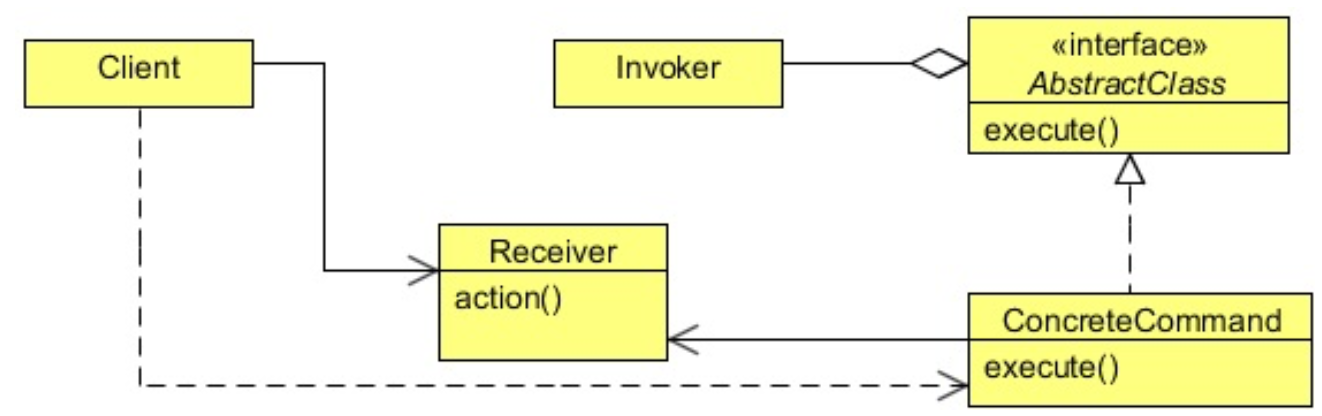 Client
Invoker
«interface»
AbstractClass
execute()
Receiver
action()
ConcreteCommand
execute()